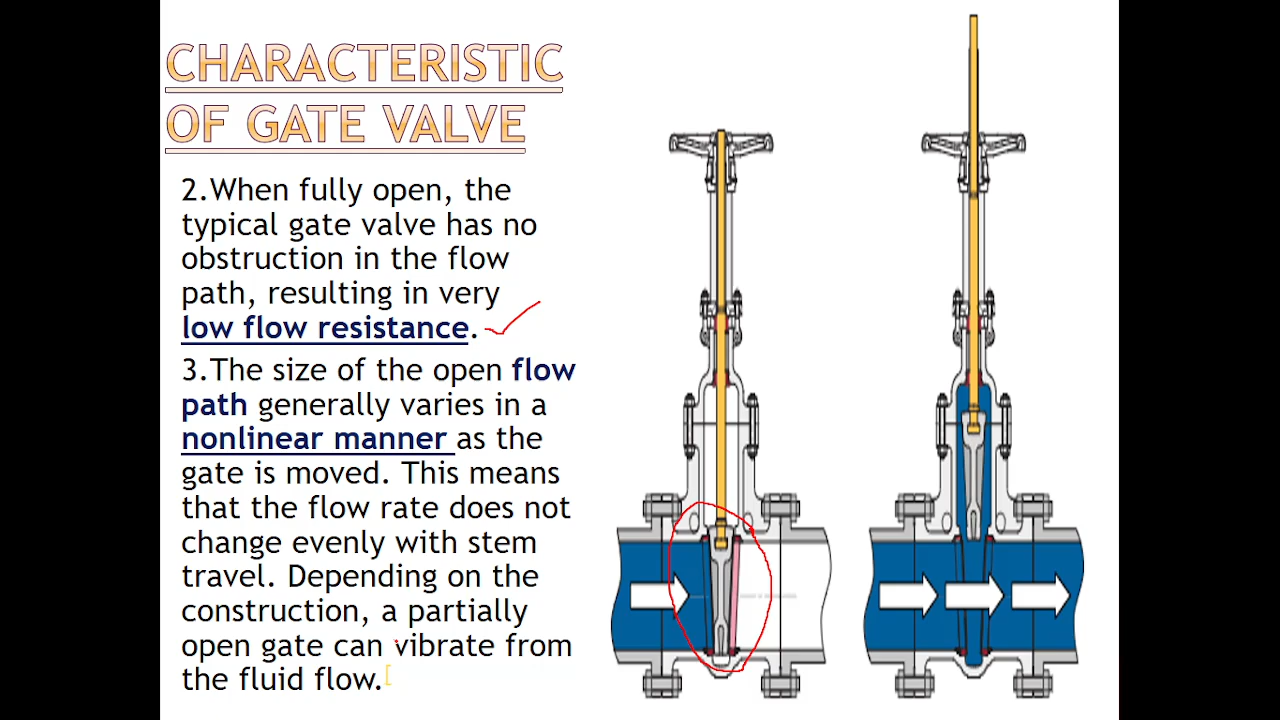 CHARACTERISTIC
OF GATE VALVE
2.When fully open, the
typical gate valve has no
obstruction in the flow
path, resulting in very
low flow resistance.
3.The size of the open flow
path generally varies in a
nonlinear manner as the
gate is moved. This means
that the flow rate does not
change evenly with stem
travel. Depending on the
construction, a partially
open gate can vibrate from
the fluid flow.